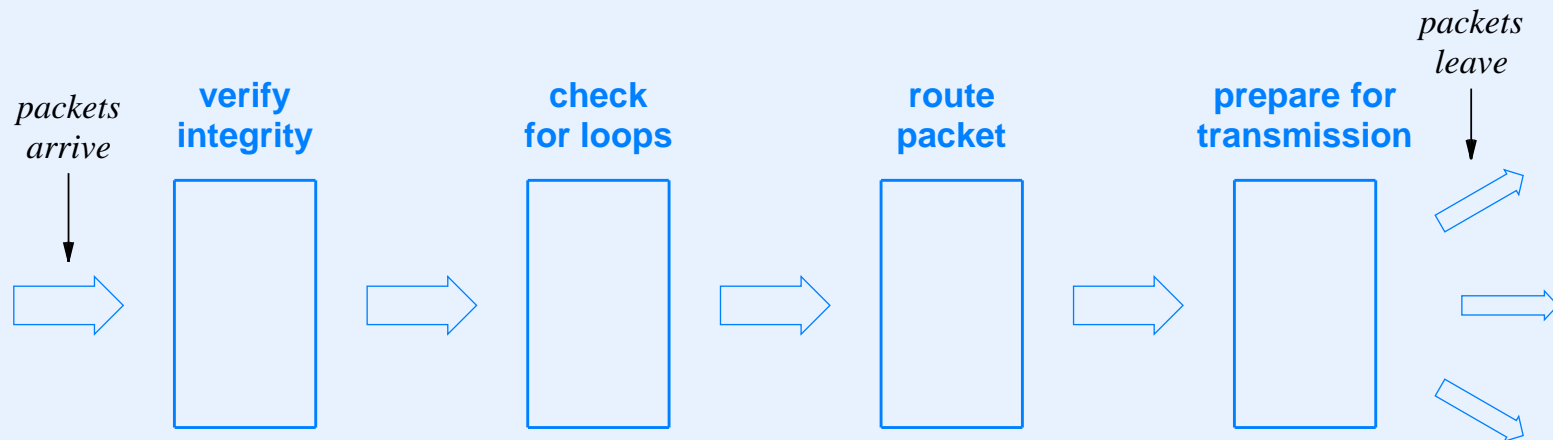 packets
arrive
verify
integrity
check
for loops
route
packet
prepare for
transmission
packets
leave